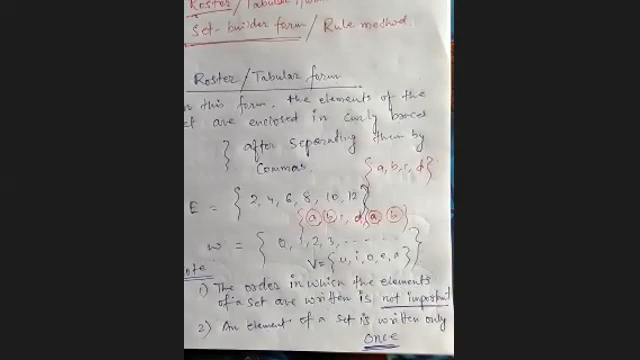 Roster / Tabular form
Set-builder form / Rule method
Roster / Tabular form
this form, the elements of the
set are enclosed in curly braces
{ } after separating them by
commas. {a, b, c, d}
E = {2, 4, 6, 8, 10, 12}
{a b c, d, a b}
W = {0, 1, 2, 3, ........}
V = {u, i, o, e, a}
Note
1) The order in which the elements
of a set are written is not important
2) An element of a set is written only
once